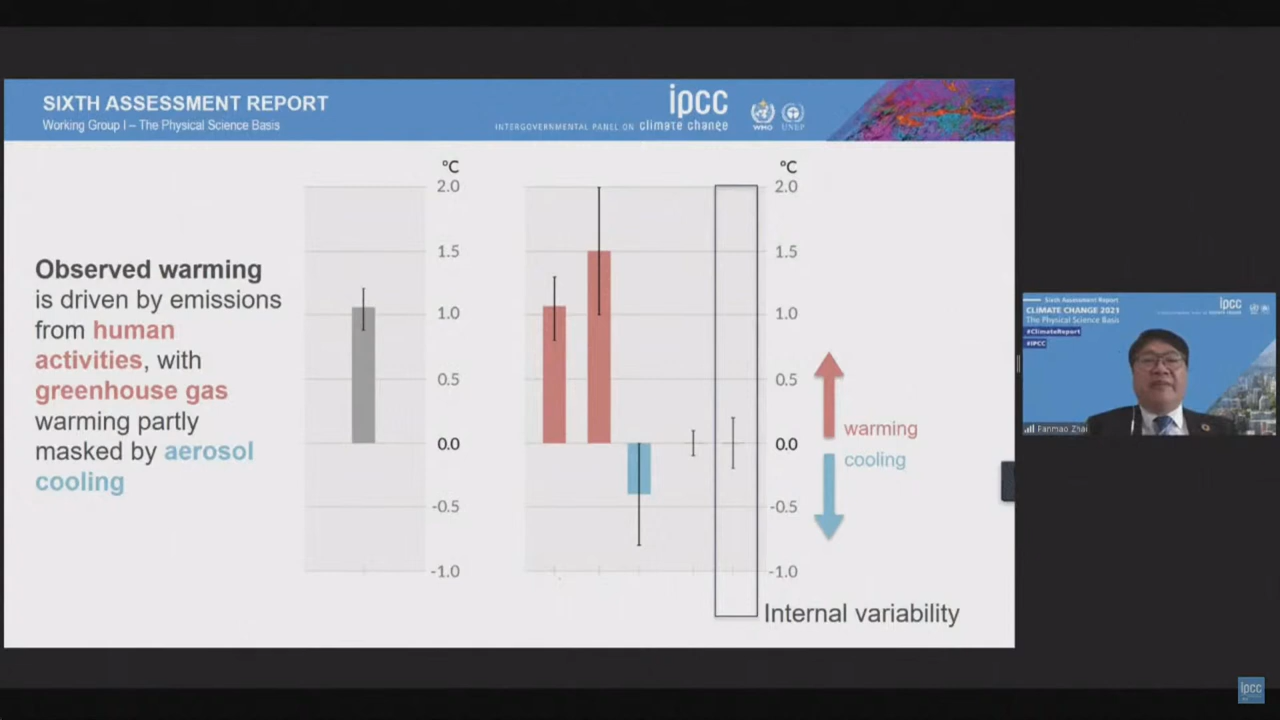 SIXTH ASSESSMENT REPORT
Working Group I – The Physical Science Basis
ipcc
INTERGOVERNMENTAL PANEL ON climate change
WMO
UNEP
Observed warming
is driven by emissions
from human
activities, with
greenhouse gas
warming partly
masked by aerosol
cooling
°C
2.0
1.5
1.0
0.5
0.0
-0.5
-1.0
°C
2.0
1.5
1.0
0.5
0.0
-0.5
-1.0
warming
cooling
Internal variability
Sixth Assessment Report
CLIMATE CHANGE 2021
The Physical Science Basis
#ClimateReport
#IPCC
ipcc
Panmao Zhai
ipcc